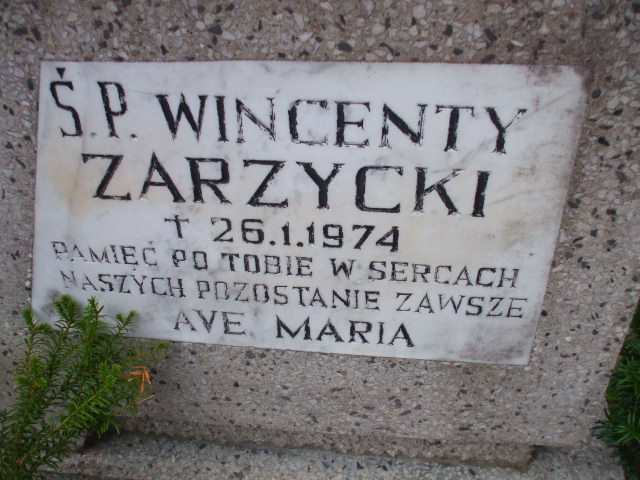 Ś.P. WINCENTY
ZARZYCKI
† 26.1.1974
PAMIĘĆ PO TOBIE W SERCACH
NASZYCH POZOSTANIE ZAWSZE
AVE MARIA